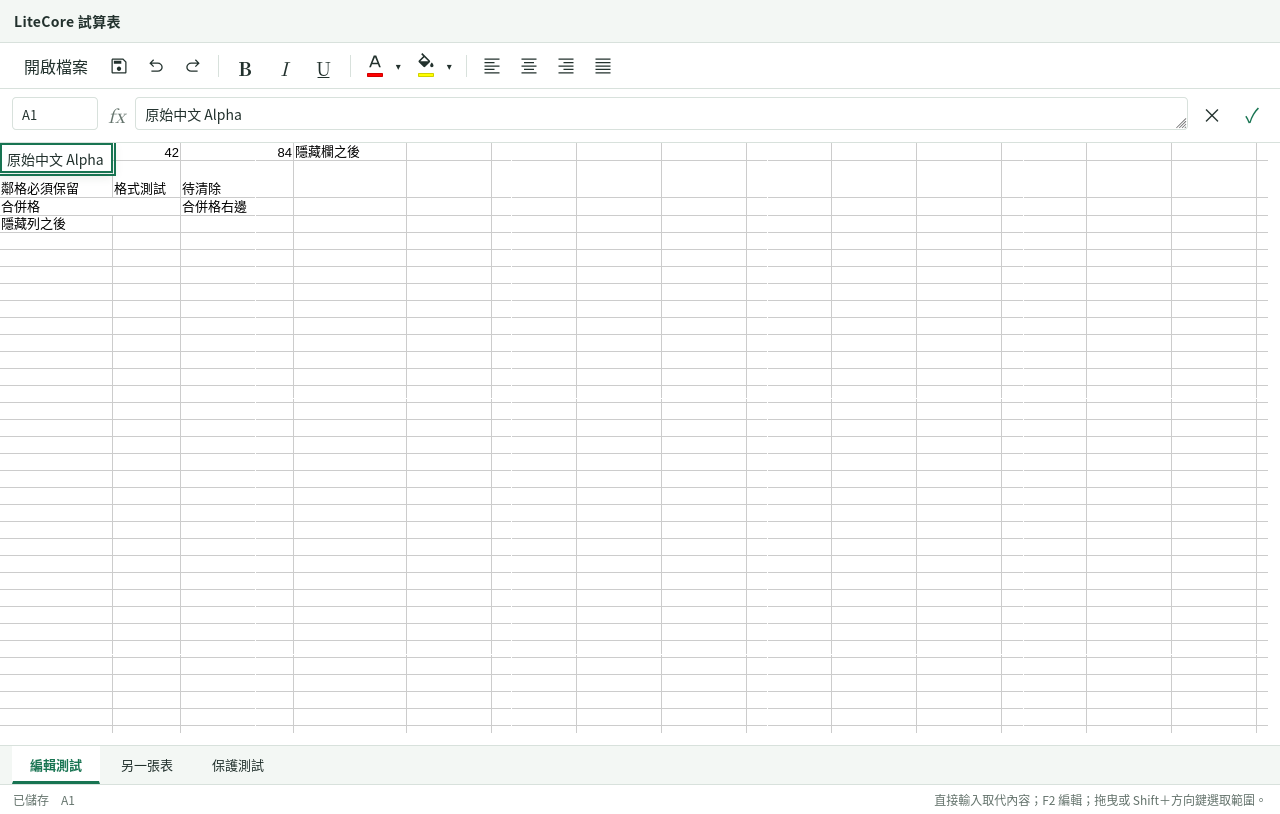 LiteCore 試算表
開啟檔案 B I U A ▾ ▾
A1 fx 原始中文 Alpha
原始中文 Alpha 42 84 隱藏欄之後
鄰格必須保留 格式測試 待清除
合併格 合併格右邊
隱藏列之後
編輯測試 另一張表 保護測試
已儲存 A1 直接輸入取代內容；F2 編輯；拖曳或 Shift＋方向鍵選取範圍。